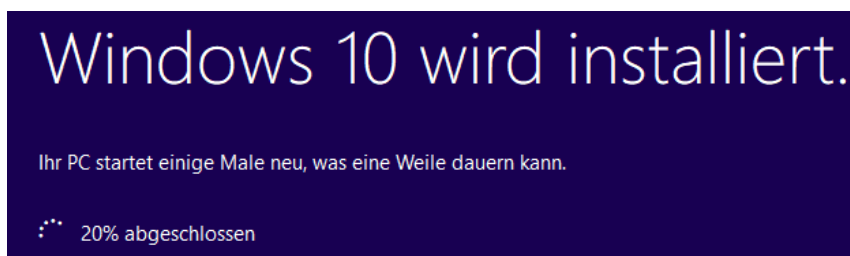 Windows 10 wird installiert.
Ihr PC startet einige Male neu, was eine Weile dauern kann.
20% abgeschlossen